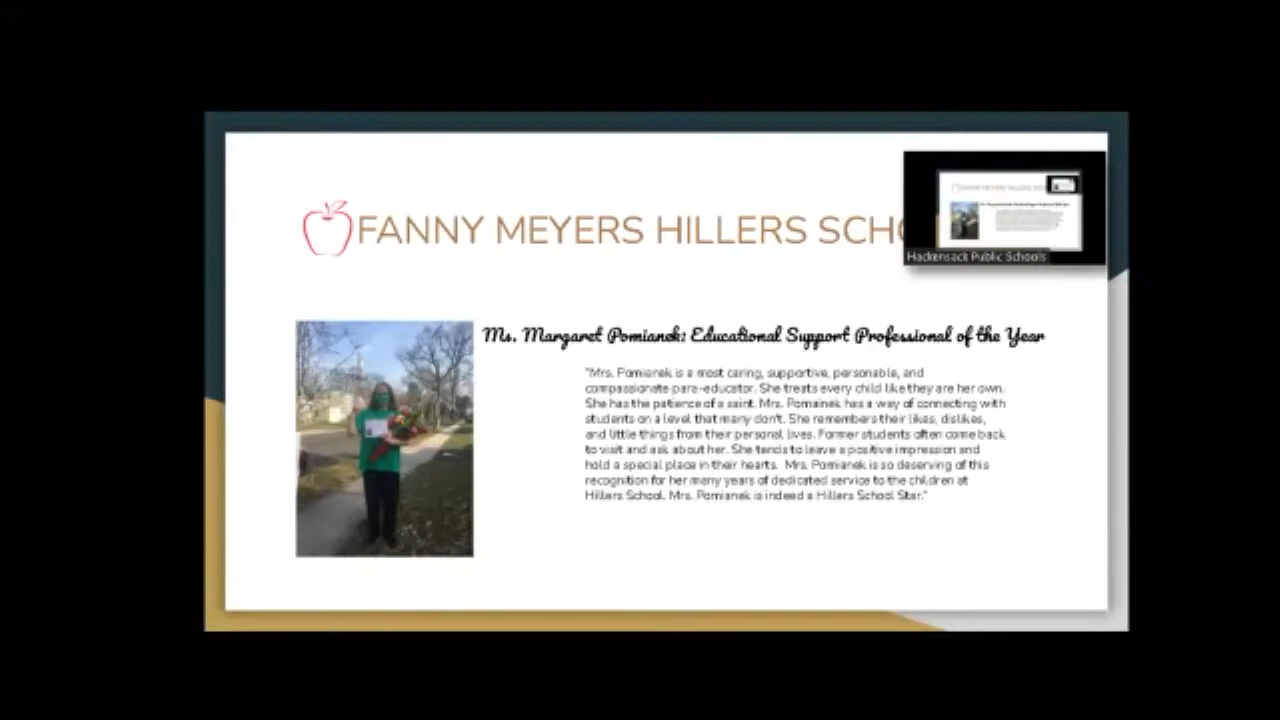 FANNY MEYERS HILLERS SCHO
Hackensack Public Schools
Ms. Margaret Pomianek: Educational Support Professional of the Year
"Mrs. Pomianek is a most caring, supportive, personable, and
compassionate para-educator. She treats every child like they are her own.
She has the patience of a saint. Mrs. Pomainek has a way of connecting with
students on a level that many don't. She remembers their likes, dislikes,
and little things from their personal lives. Former students often come back
to visit and ask about her. She tends to leave a positive impression and
hold a special place in their hearts.  Mrs. Pomianek is so deserving of this
recognition for her many years of dedicated service to the children at
Hillers School. Mrs. Pomianek is indeed a Hillers School Star."